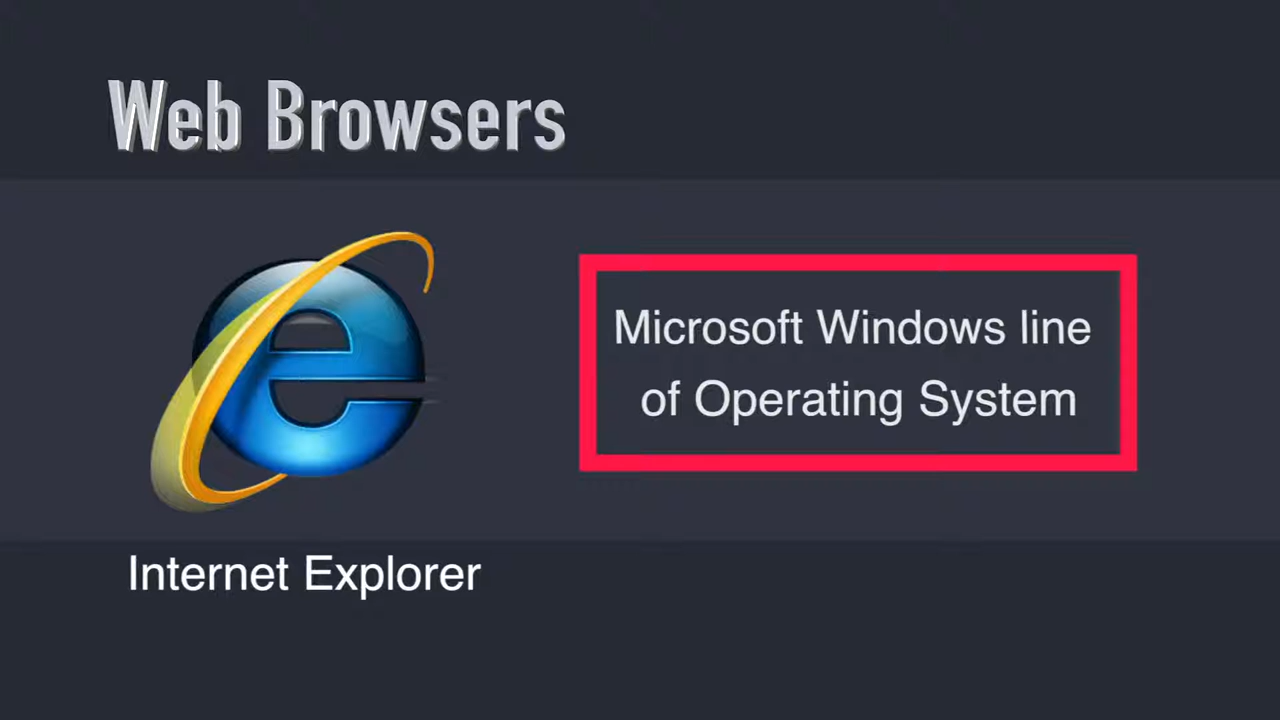 Web Browsers
Microsoft Windows line
of Operating System
Internet Explorer